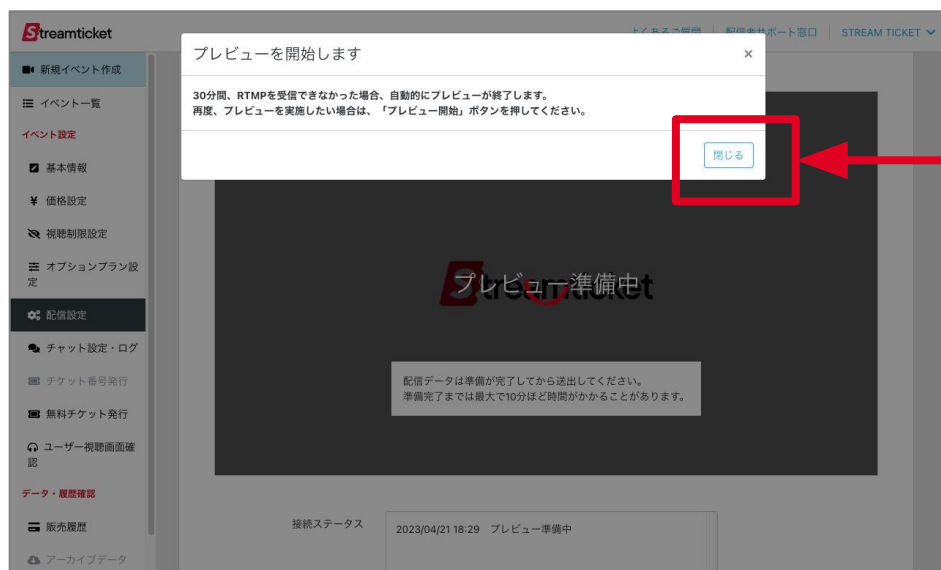 Streamticket
よくあるご質問
配信者サポート窓口
STREAM TICKET
プレビューを開始します
×
30分間、RTMPを受信できなかった場合、自動的にプレビューが終了します。
再度、プレビューを実施したい場合は、「プレビュー開始」ボタンを押してください。
閉じる
新規イベント作成
イベント一覧
イベント設定
基本情報
¥ 価格設定
視聴制限設定
オプションプラン設
定
配信設定
チャット設定・ログ
チケット番号発行
無料チケット発行
ユーザー視聴画面確
認
データ・履歴確認
販売履歴
アーカイブデータ
Streamticket
プレビュー準備中
配信データは準備が完了してから送出してください。
準備完了までは最大で10分ほど時間がかかることがあります。
接続ステータス
2023/04/21 18:29 プレビュー準備中